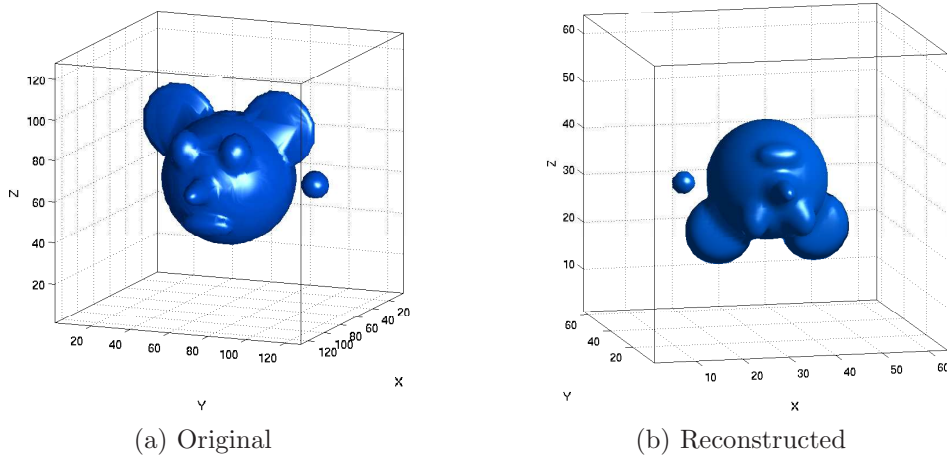 120
100
80
60
40
20
Z
20 40 60 80 100 120
Y
120 100 80 60 40 20
X
(a) Original
60
50
40
30
20
10
Z
60
40
20
Y
10 20 30 40 50 60
X
(b) Reconstructed